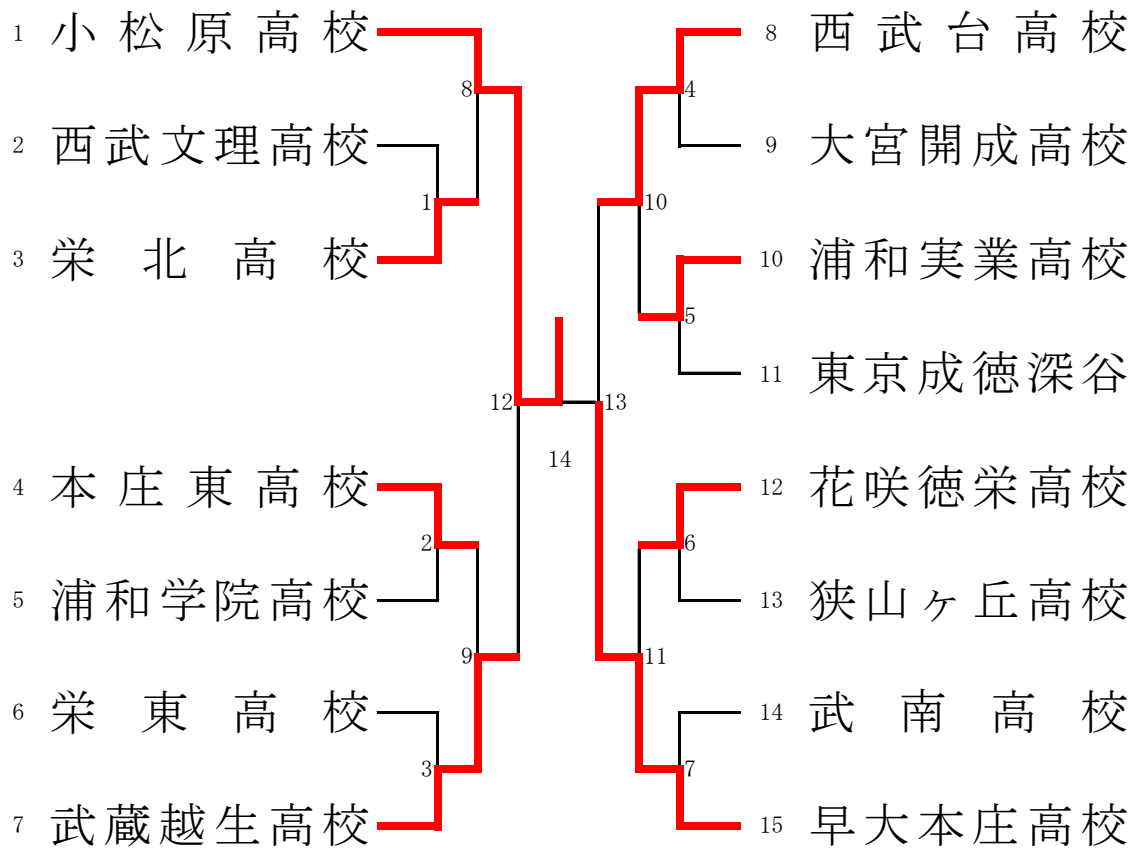 1 小松原高校
8
2 西武文理高校
1
3 栄北高校
12
4 本庄東高校
2
5 浦和学院高校
9
6 栄東高校
3
7 武蔵越生高校
14
8 西武台高校
4
9 大宮開成高校
10
10 浦和実業高校
5
11 東京成徳深谷
13
12 花咲徳栄高校
6
13 狭山ヶ丘高校
11
14 武南高校
7
15 早大本庄高校